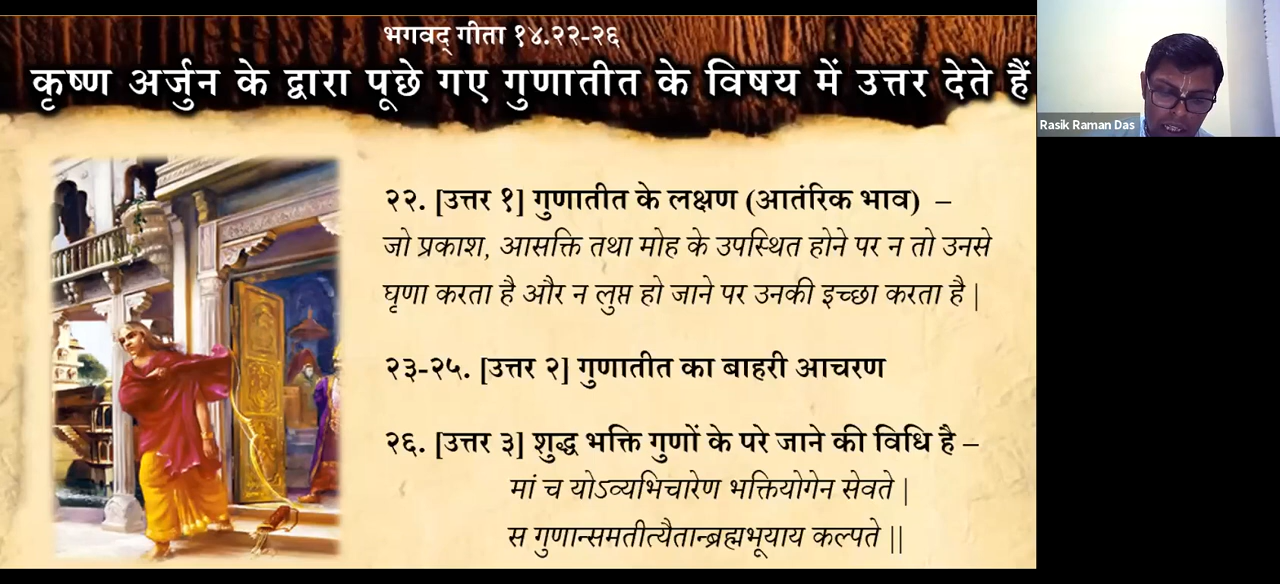 भगवद् गीता १४.२२-२६
कृष्ण अर्जुन के द्वारा पूछे गए गुणातीत के विषय में उत्तर देते हैं
Rasik Raman Das
२२. [उत्तर १] गुणातीत के लक्षण (आतंरिक भाव) –
जो प्रकाश, आसक्ति तथा मोह के उपस्थित होने पर न तो उनसे
घृणा करता है और न लुप्त हो जाने पर उनकी इच्छा करता है |
२३-२५. [उत्तर २] गुणातीत का बाहरी आचरण
२६. [उत्तर ३] शुद्ध भक्ति गुणों के परे जाने की विधि है –
मां च योऽव्यभिचारेण भक्तियोगेन सेवते |
स गुणान्समतीत्यैतान्ब्रह्मभूयाय कल्पते ||